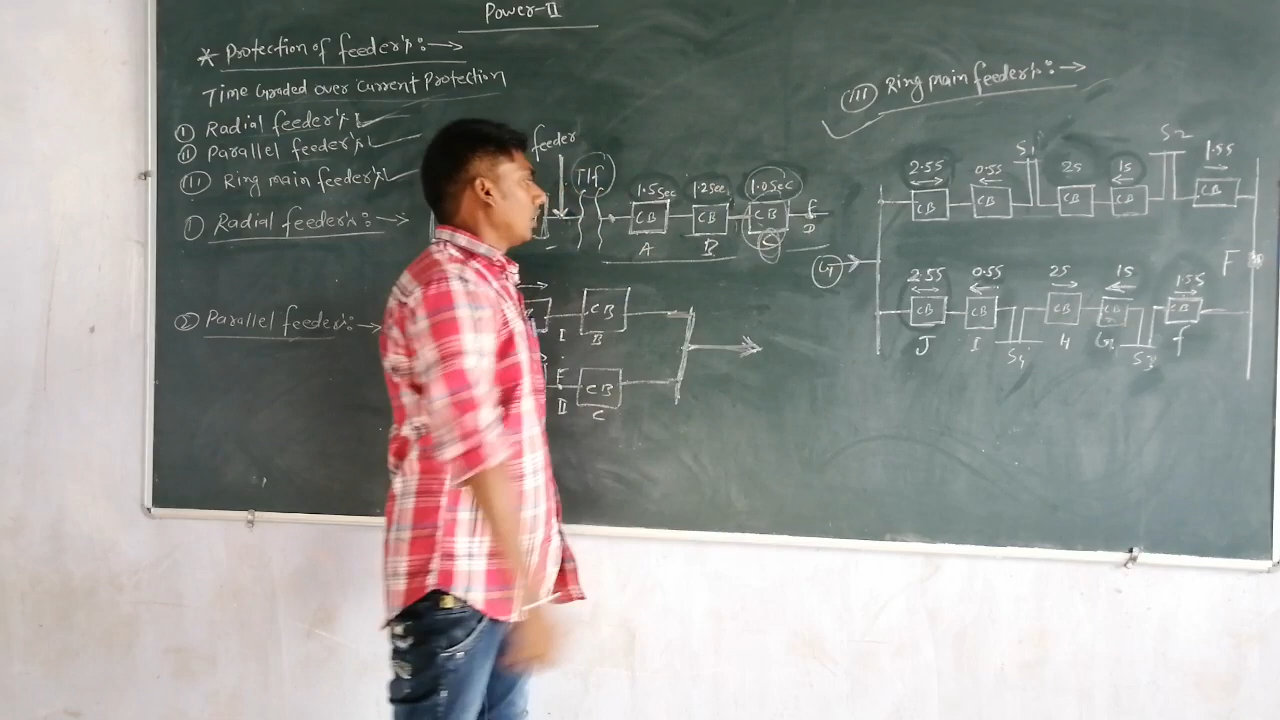 Power-II
* Protection of feeder's :→
Time Graded over Current Protection
(I) Radial feeder's
(II) Parallel feeder's
(III) Ring main feeder's
(1) Radial feeder's :→
feeder
T/f
1.5Sec 1.2Sec 1.0Sec
CB CB CB F
A B C D
(2) Parallel feeder's :→
CB
I B
F CB
II C
(III) Ring main feeder's :→
S1 S2
2.5S 0.5S 2S 1S 1.5S
CB CB CB CB CB
G F
2.5S 0.5S 2S 1S 1.5S
CB CB CB CB CB
J I H G f
S4 S3